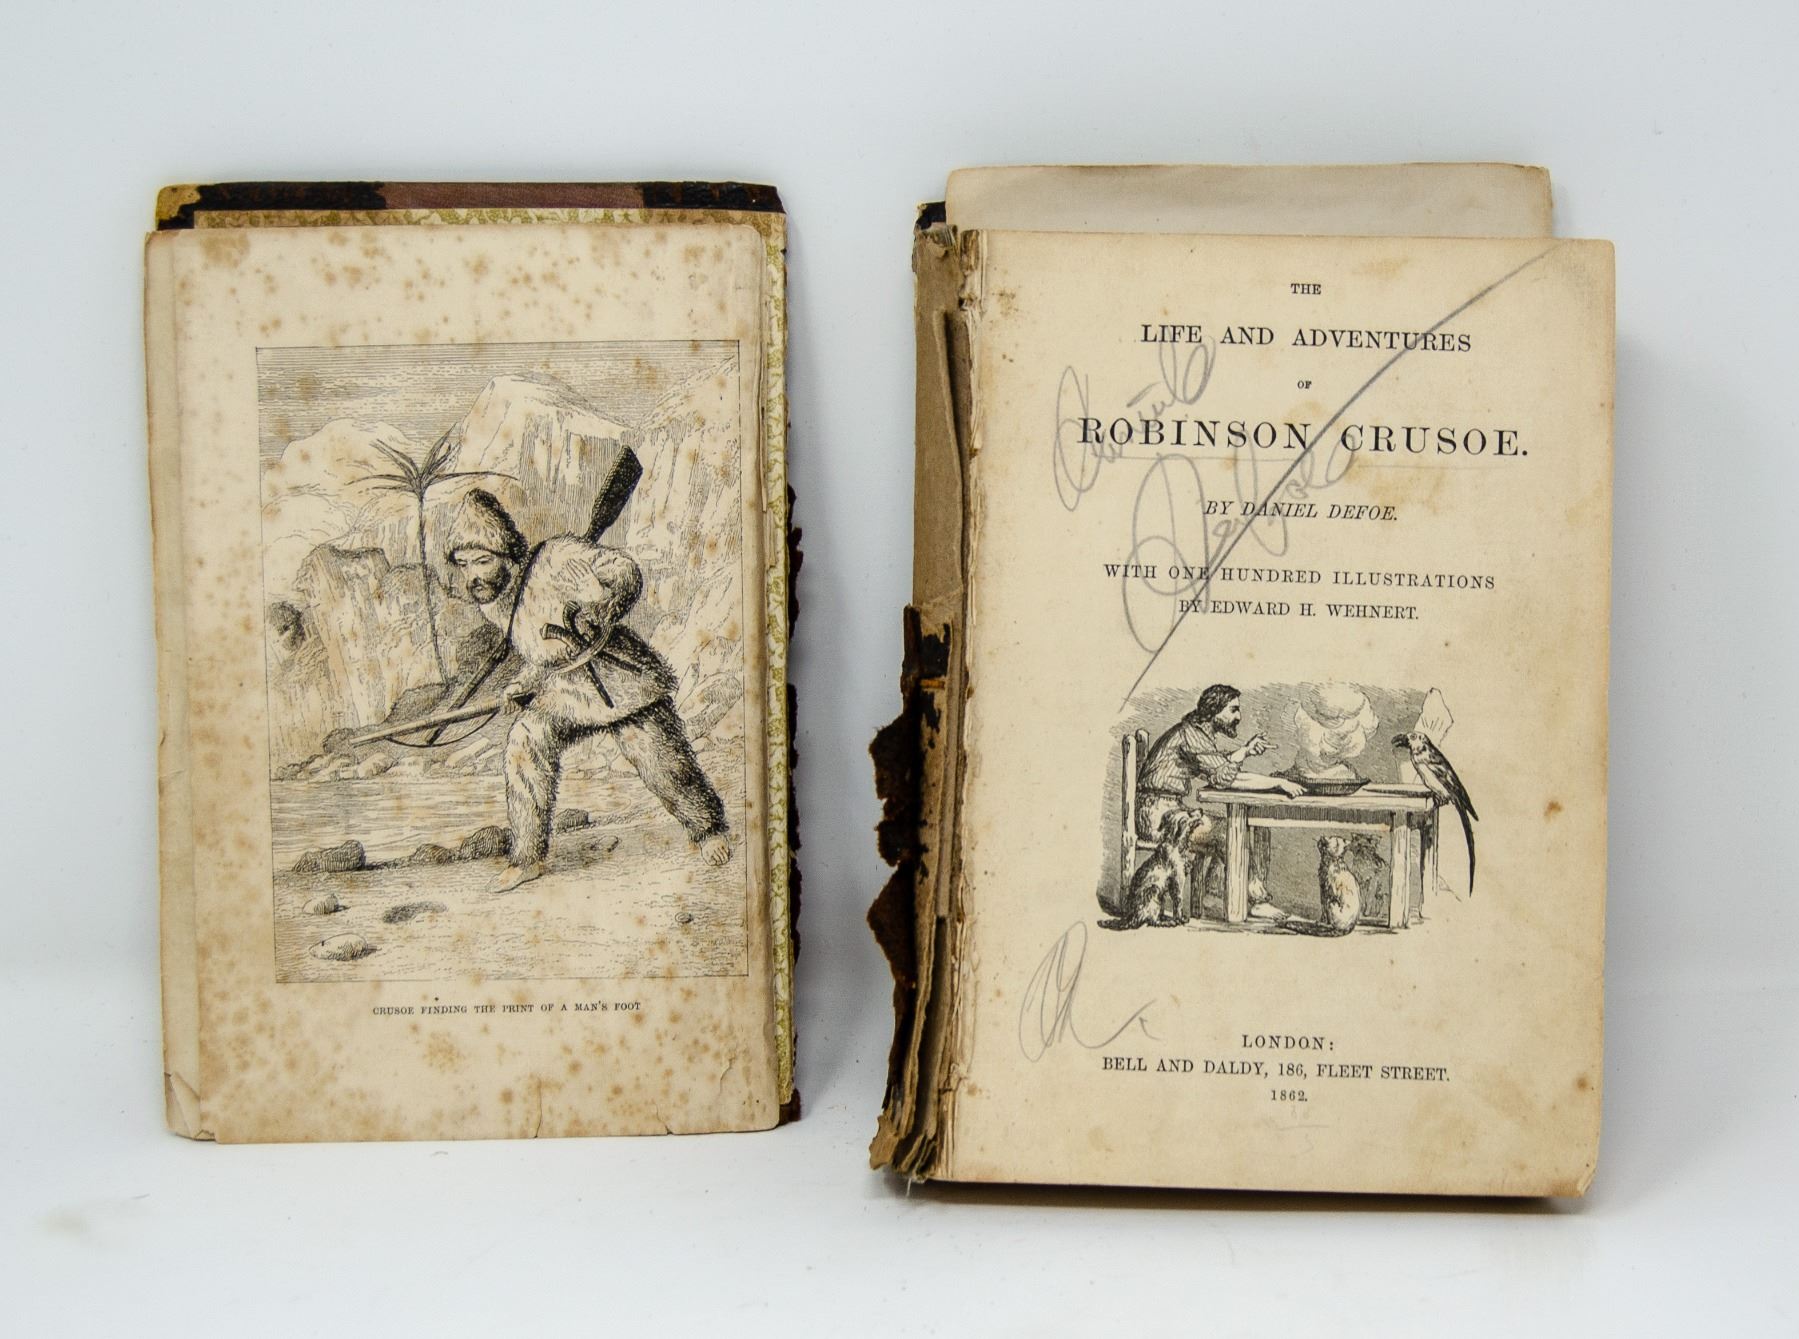 CRUSOE FINDING THE PRINT OF A MAN'S FOOT
THE
LIFE AND ADVENTURES
OF
ROBINSON CRUSOE.
BY DANIEL DEFOE.
WITH ONE HUNDRED ILLUSTRATIONS
BY EDWARD H. WEHNERT.
LONDON:
BELL AND DALDY, 186, FLEET STREET.
1862.